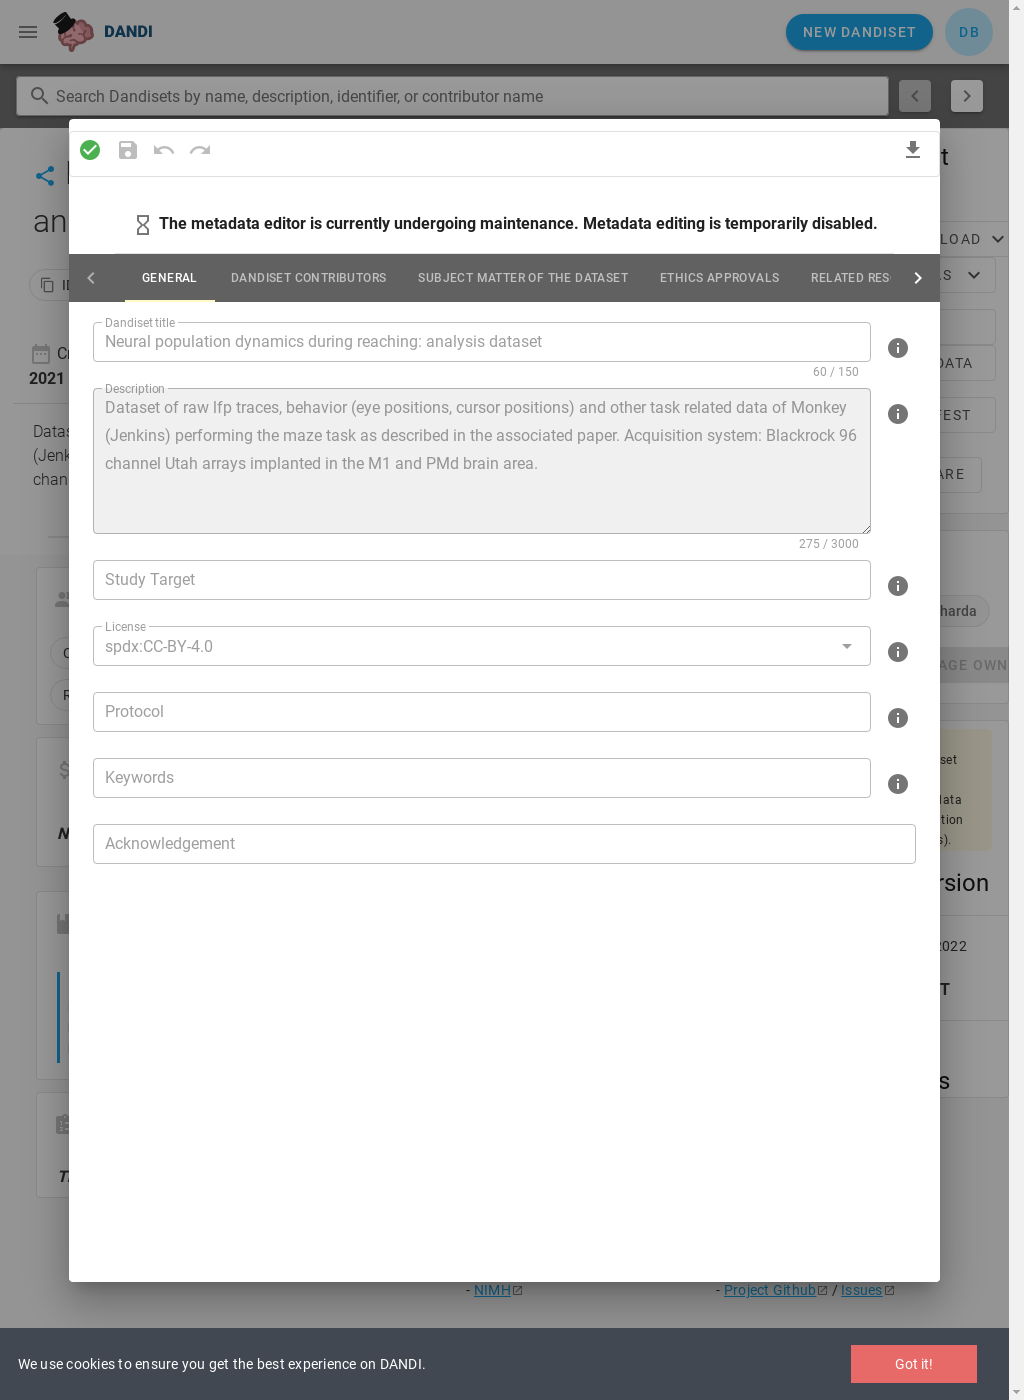 DANDI
NEW DANDISET
DB
Search Dandisets by name, description, identifier, or contributor name
The metadata editor is currently undergoing maintenance. Metadata editing is temporarily disabled.
GENERAL
DANDISET CONTRIBUTORS
SUBJECT MATTER OF THE DATASET
ETHICS APPROVALS
RELATED
Dandiset title
Neural population dynamics during reaching: analysis dataset
60 / 150
Description
Dataset of raw lfp traces, behavior (eye positions, cursor positions) and other task related data of Monkey
(Jenkins) performing the maze task as described in the associated paper. Acquisition system: Blackrock 96
channel Utah arrays implanted in the M1 and PMd brain area.
275 / 3000
Study Target
License
spdx:CC-BY-4.0
Protocol
Keywords
Acknowledgement
2021
2022
- NIMH
- Project Github / Issues
We use cookies to ensure you get the best experience on DANDI.
Got it!